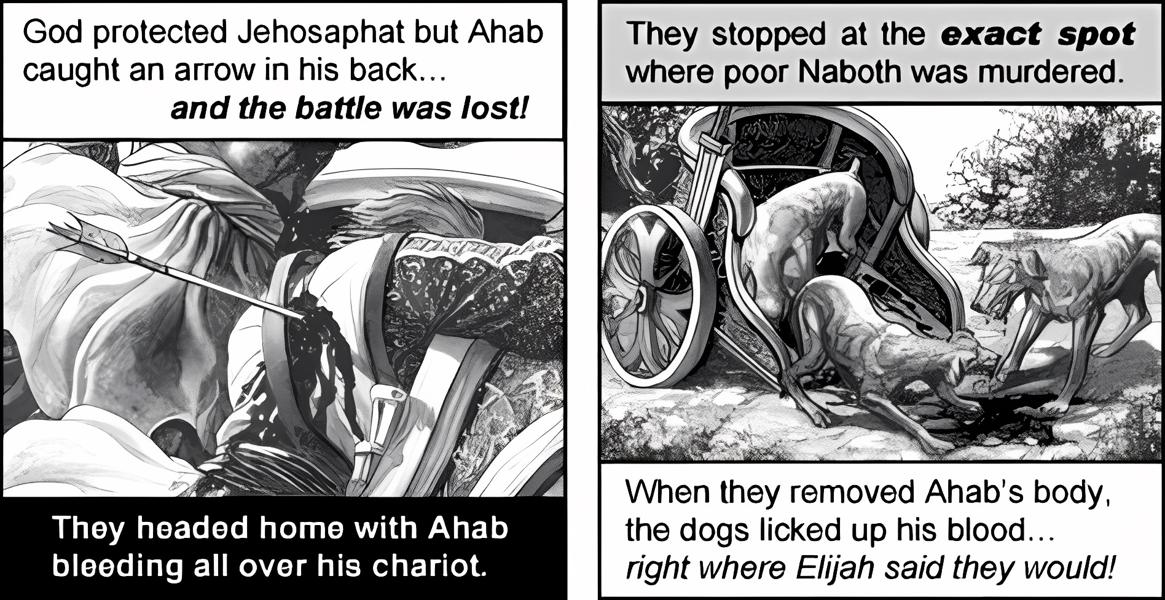 God protected Jehosaphat but Ahab
caught an arrow in his back...
and the battle was lost!
They headed home with Ahab
bleeding all over his chariot.
They stopped at the exact spot
where poor Naboth was murdered.
When they removed Ahab's body,
the dogs licked up his blood...
right where Elijah said they would!